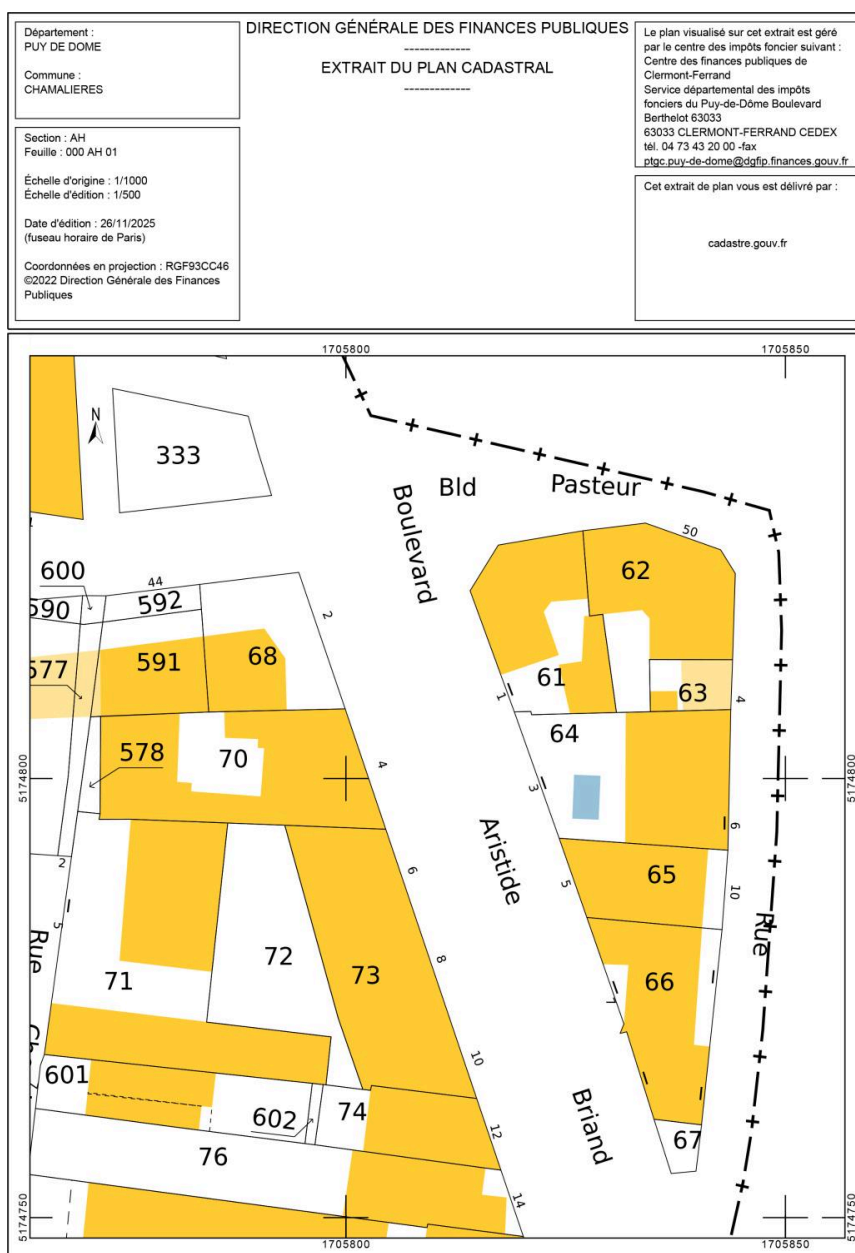 Département :
PUY DE DOME
Commune :
CHAMALIERES
Section : AH
Feuille : 000 AH 01
Échelle d'origine : 1/1000
Échelle d'édition : 1/500
Date d'édition : 26/11/2025
(fuseau horaire de Paris)
Coordonnées en projection : RGF93CC46
©2022 Direction Générale des Finances
Publiques
DIRECTION GÉNÉRALE DES FINANCES PUBLIQUES
-------------
EXTRAIT DU PLAN CADASTRAL
-------------
Le plan visualisé sur cet extrait est géré
par le centre des impôts foncier suivant :
Centre des finances publiques de
Clermont-Ferrand
Service départemental des impôts
fonciers du Puy-de-Dôme Boulevard
Berthelot 63033
63033 CLERMONT-FERRAND CEDEX
tél. 04 73 43 20 00 -fax
ptgc.puy-de-dome@dgfip.finances.gouv.fr
Cet extrait de plan vous est délivré par :
cadastre.gouv.fr
1705800
1705850
N
333
Bld Pasteur
Boulevard
50
62
600
44
590
592
2
577
591
68
61
63
1
4
64
578
70
4
5174800
5174800
3
6
2
6
Aristide
5
65
10
5
Rue
72
8
73
Rue
71
66
7
10
601
602
74
12
Briand
67
76
14
5174750
5174750
1705800
1705850